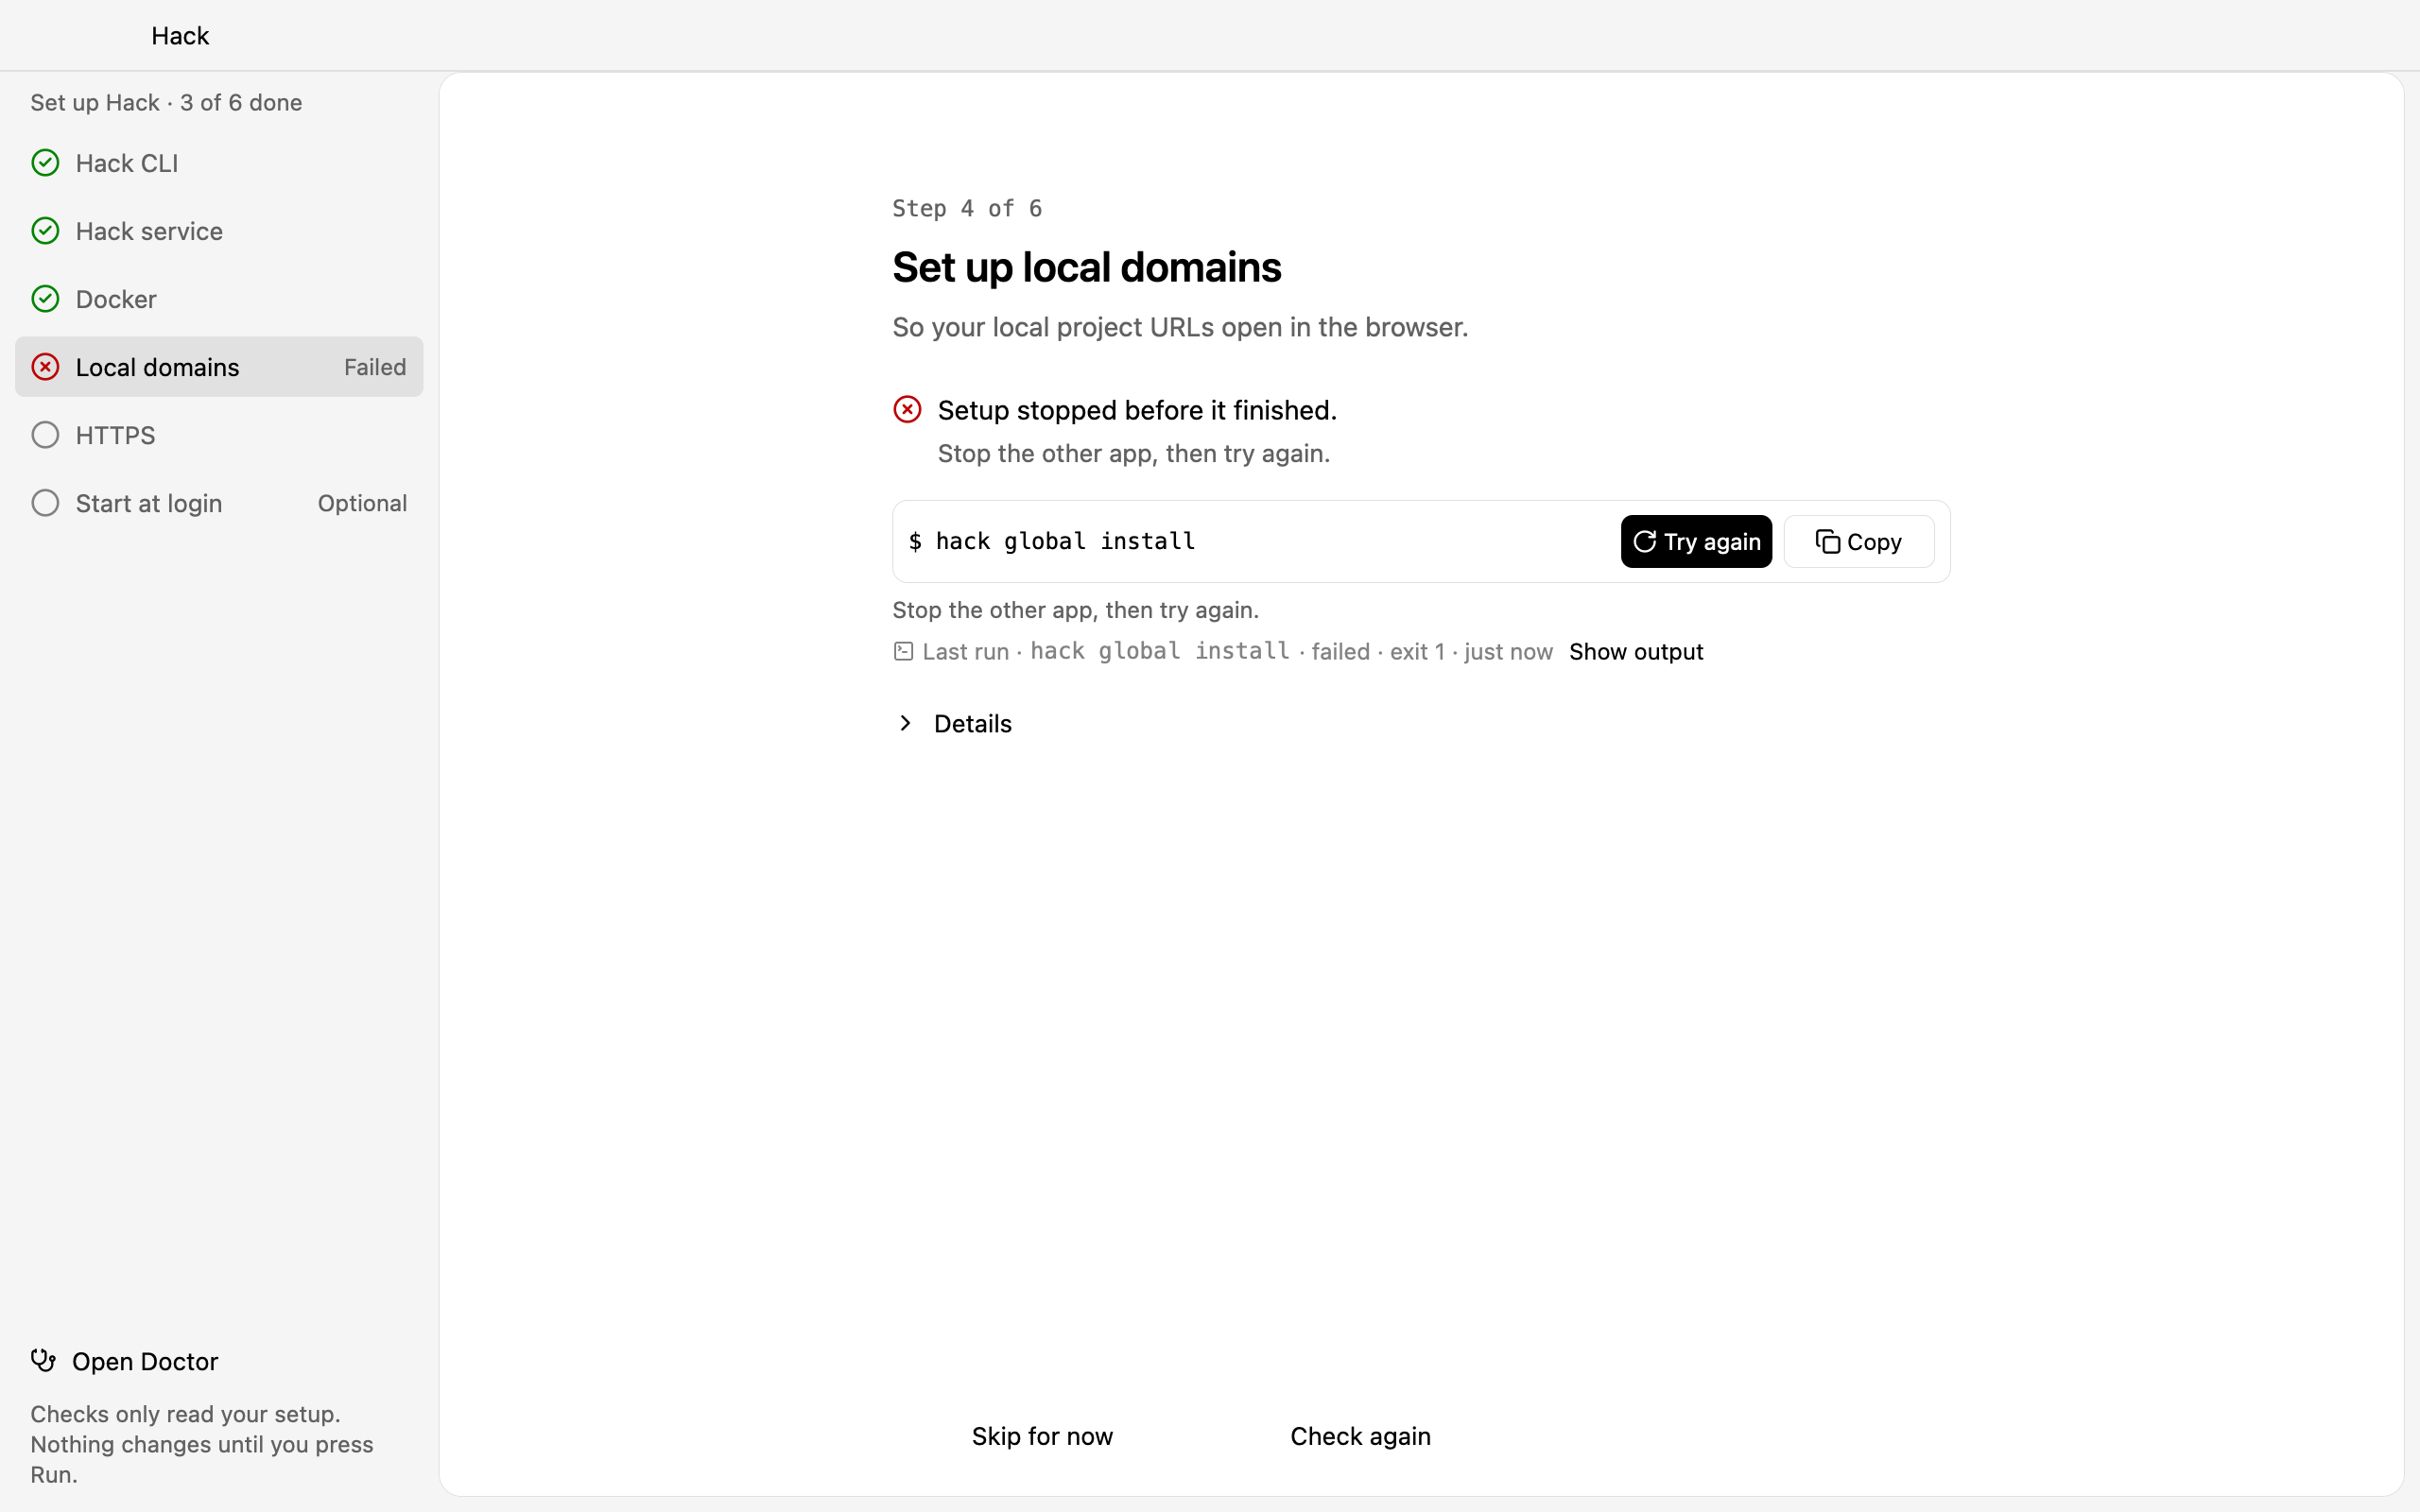 Hack
Set up Hack · 3 of 6 done
Hack CLI
Hack service
Docker
Local domains Failed
HTTPS
Start at login Optional
Open Doctor
Checks only read your setup.
Nothing changes until you press
Run.
Step 4 of 6
Set up local domains
So your local project URLs open in the browser.
Setup stopped before it finished.
Stop the other app, then try again.
$ hack global install Try again Copy
Stop the other app, then try again.
Last run · hack global install · failed · exit 1 · just now Show output
Details
Skip for now Check again